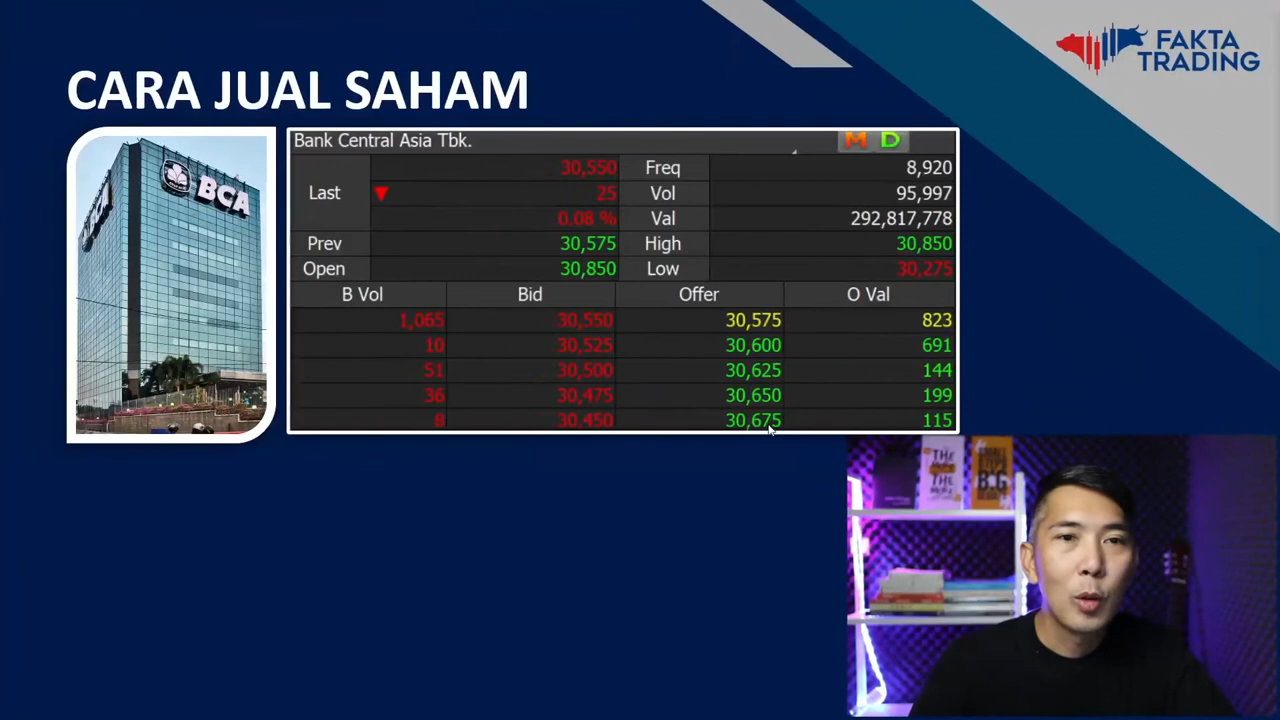 FAKTA
TRADING
CARA JUAL SAHAM
BCA
Bank Central Asia Tbk. M D
Last 30,550 Freq 8,920
25 Vol 95,997
0.08 % Val 292,817,778
Prev 30,575 High 30,850
Open 30,850 Low 30,275
B Vol Bid Offer O Val
1,065 30,550 30,575 823
10 30,525 30,600 691
51 30,500 30,625 144
36 30,475 30,650 199
8 30,450 30,675 115
THE
THE
SMALL
B.G